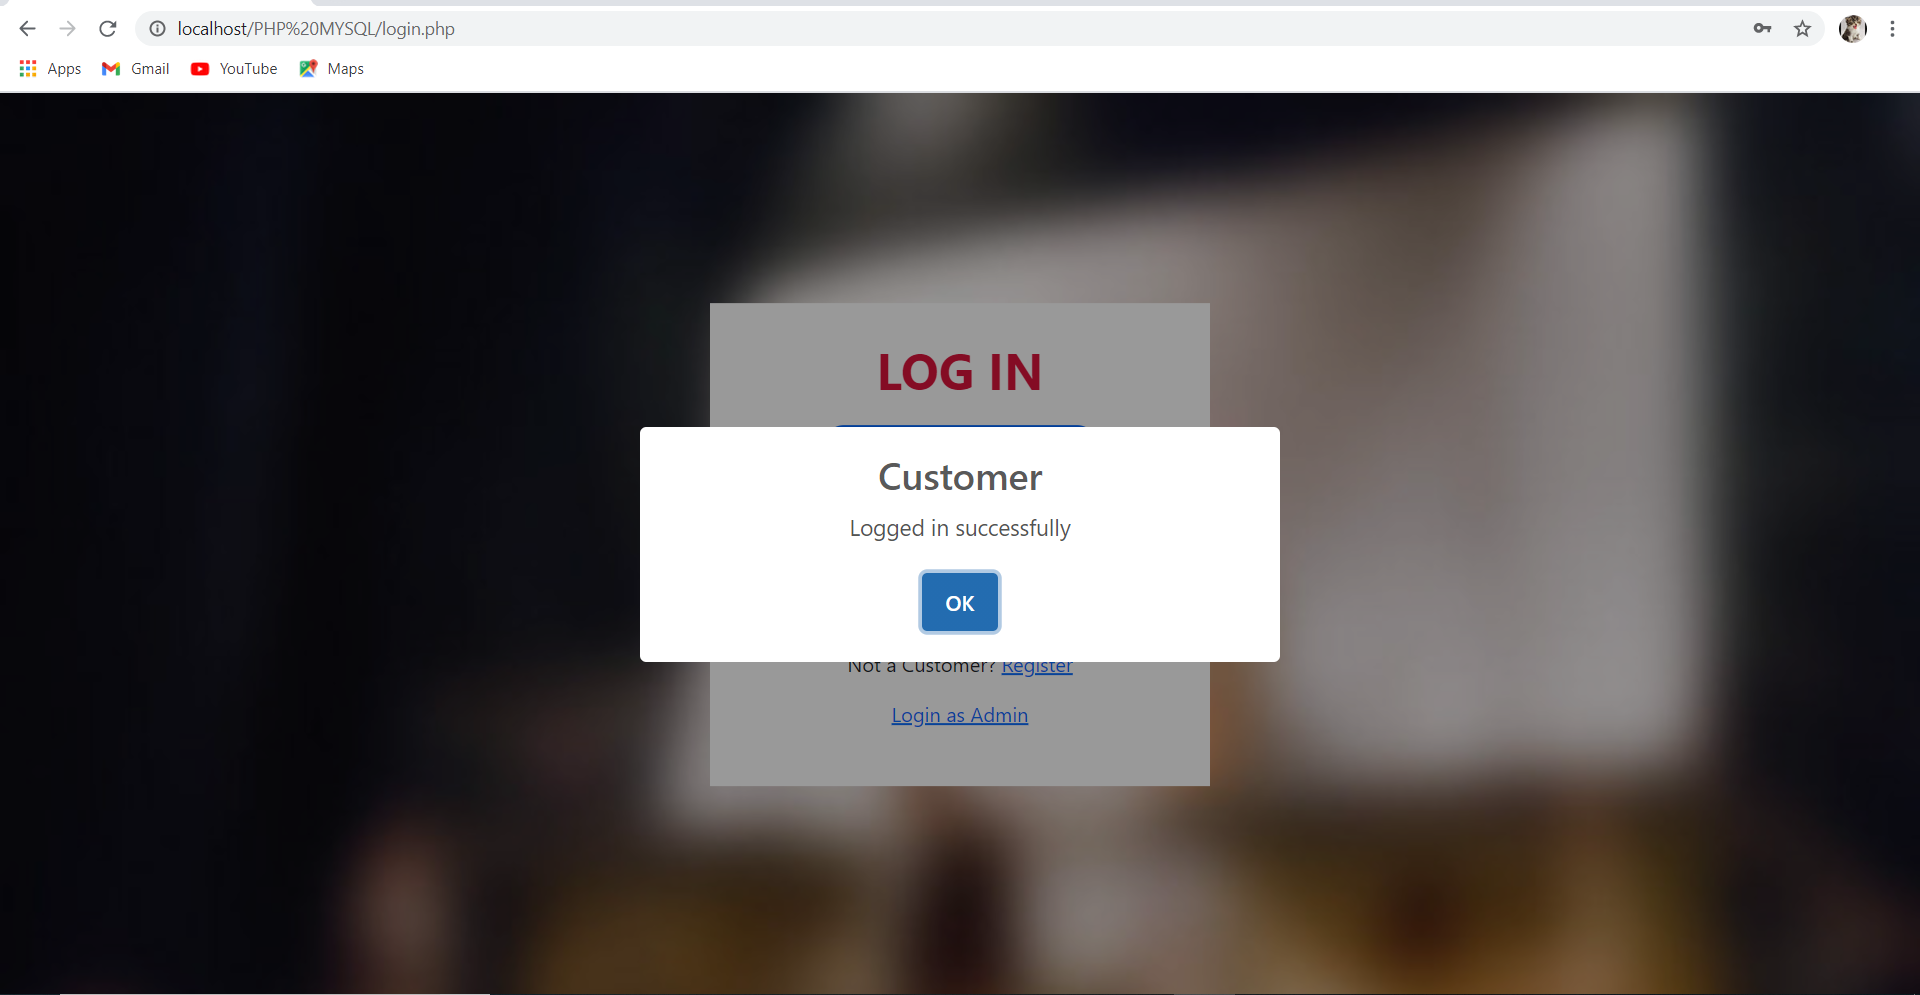 localhost/PHP%20MYSQL/login.php
Apps Gmail YouTube Maps
LOG IN
Customer
Logged in successfully
OK
Not a Customer? Register
Login as Admin